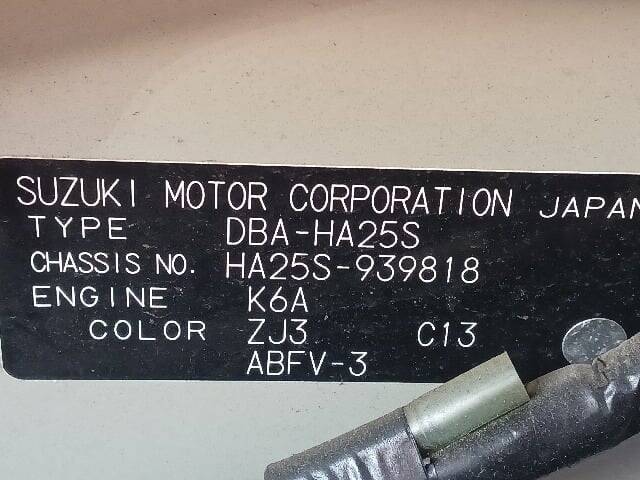 SUZUKI MOTOR CORPORATION JAPAN
TYPE DBA-HA25S
CHASSIS NO. HA25S-939818
ENGINE K6A
COLOR ZJ3 C13
ABFV-3